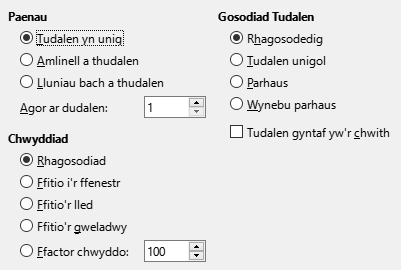 Paenau
Tudalen yn uniq
Amlinell a thudalen
Lluniau bach a thudalen
Agor ar dudalen: 1
Chwyddiad
Rhagosodiad
Ffitio i'r ffenestr
Ffitio'r lled
Ffitio'r gweladwy
Ffactor chwyddo: 100
Gosodiad Tudalen
Rhagosodedig
Tudalen unigol
Parhaus
Wynebu parhaus
Tudalen gyntaf yw'r chwith